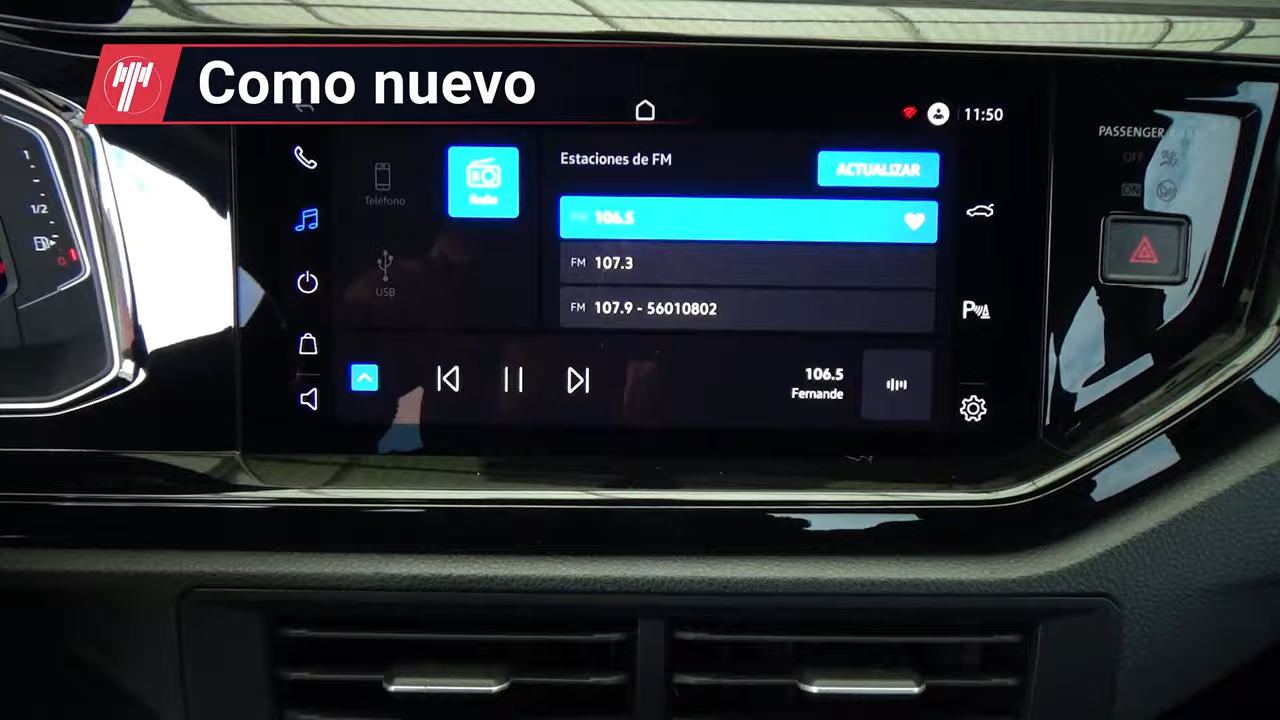 Como nuevo
11:50
PASSENGER
OFF
ON
1
1/2
0
Teléfono
Radio
USB
Estaciones de FM
ACTUALIZAR
FM 106.5
FM 107.3
FM 107.9 - 56010802
106.5
Fernande
P